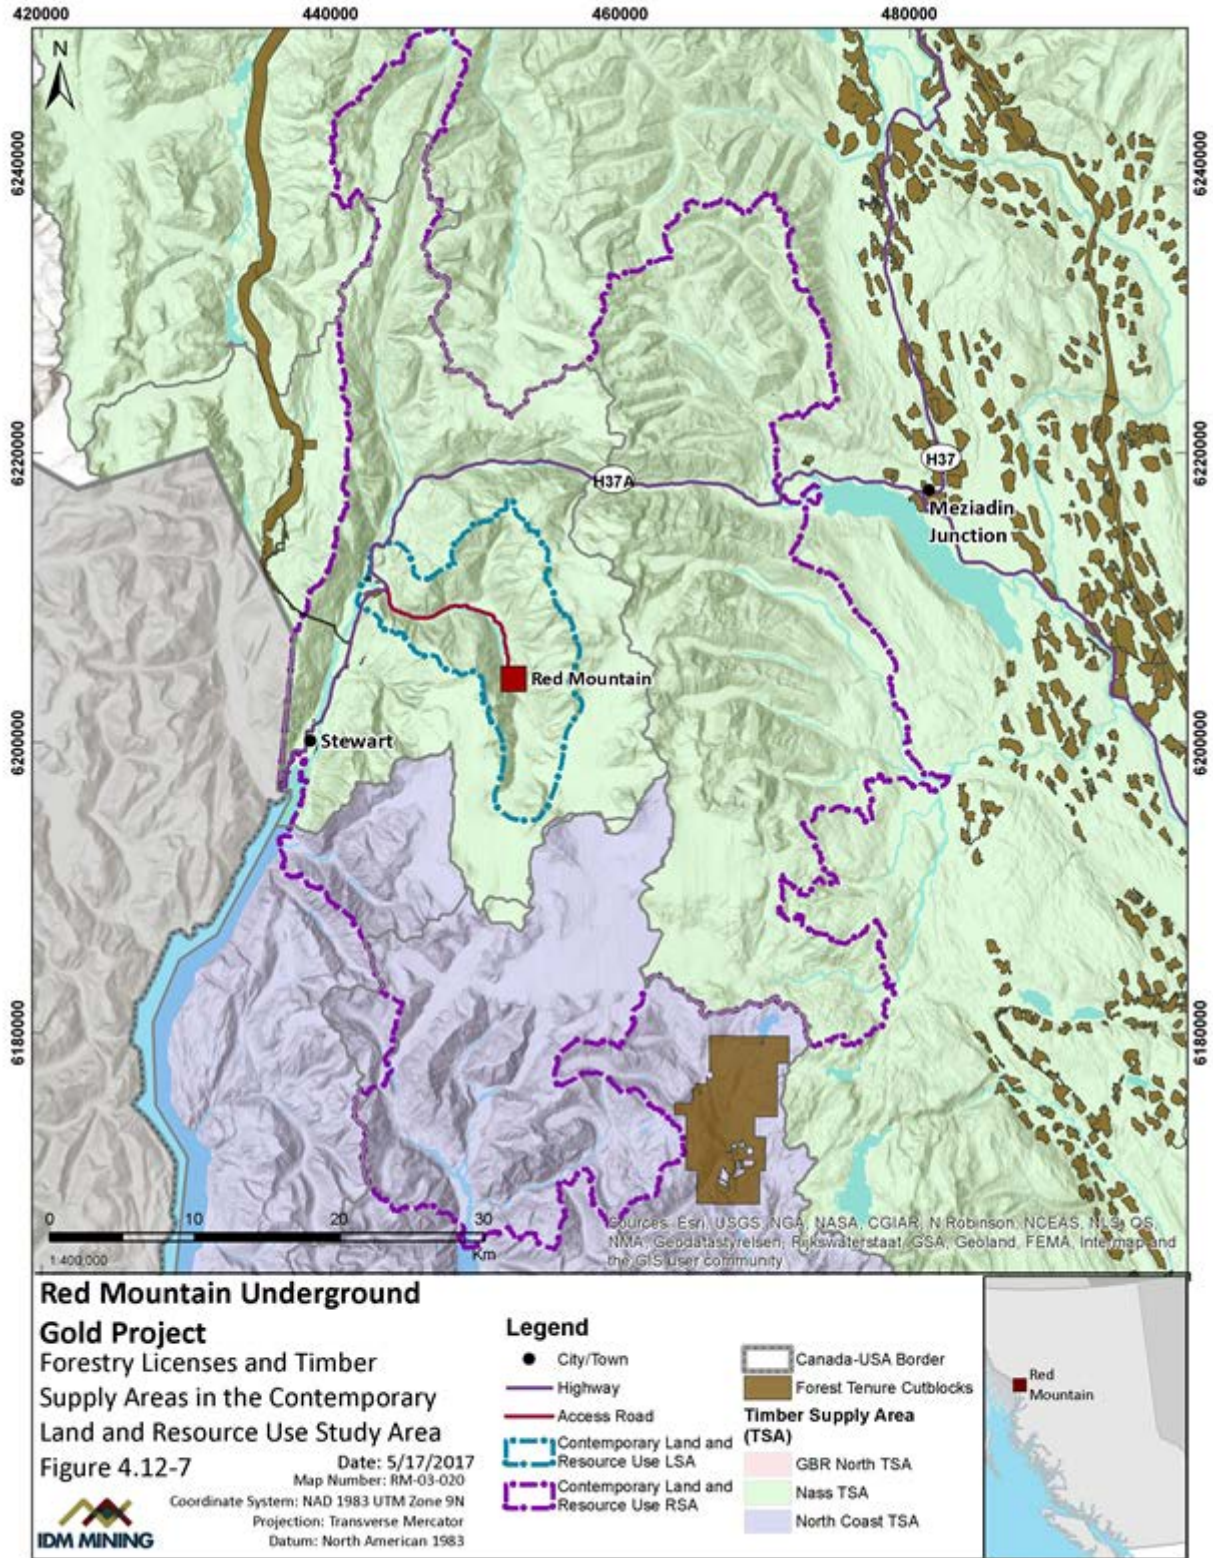 420000 440000 460000 480000
N
6240000 6240000
6220000 6220000
H37
H37A
Meziadin
Junction
Red Mountain
6200000 6200000
Stewart
6180000 6180000
0 10 20 30
Km
1:400,000
Sources: Esri, USGS, NGA, NASA, CGIAR, N Robinson, NCEAS, NLS, OS,
NMA, Geodatastyrelsen, Rijkswaterstaat, GSA, Geoland, FEMA, Intermap and
the GIS user community
Red Mountain Underground
Gold Project
Forestry Licenses and Timber
Supply Areas in the Contemporary
Land and Resource Use Study Area
Figure 4.12-7
Date: 5/17/2017
Map Number: RM-03-020
Coordinate System: NAD 1983 UTM Zone 9N
Projection: Transverse Mercator
Datum: North American 1983
IDM MINING
Legend
City/Town
Highway
Access Road
Contemporary Land and
Resource Use LSA
Contemporary Land and
Resource Use RSA
Canada-USA Border
Forest Tenure Cutblocks
Timber Supply Area
(TSA)
GBR North TSA
Nass TSA
North Coast TSA
Red
Mountain